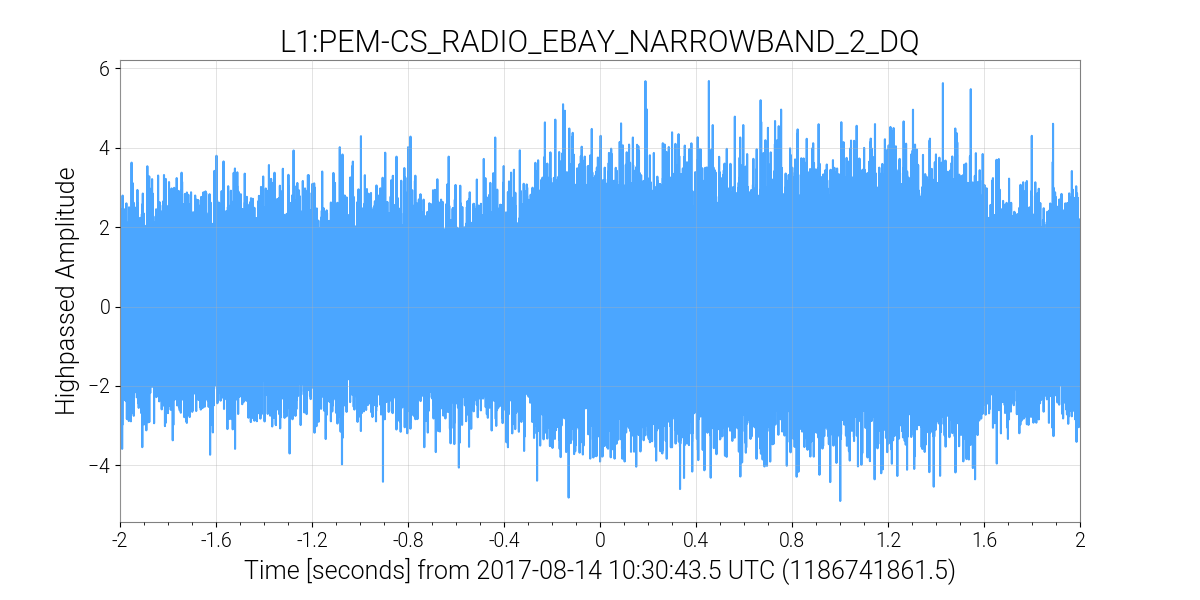 L1:PEM-CS_RADIO_EBAY_NARROWBAND_2_DQ
Highpassed Amplitude
6
4
2
0
−2
−4
-2 -1.6 -1.2 -0.8 -0.4 0 0.4 0.8 1.2 1.6 2
Time [seconds] from 2017-08-14 10:30:43.5 UTC (1186741861.5)